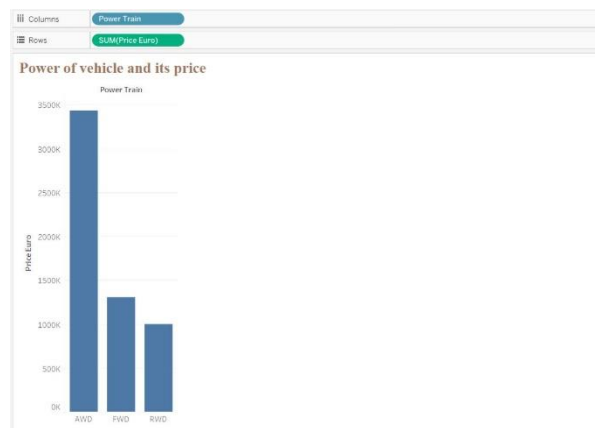 Columns Power Train
Rows SUM(Price Euro)
Power of vehicle and its price
Power Train
3500K
3000K
2500K
2000K
1500K
1000K
500K
0K
Price Euro
AWD FWD RWD